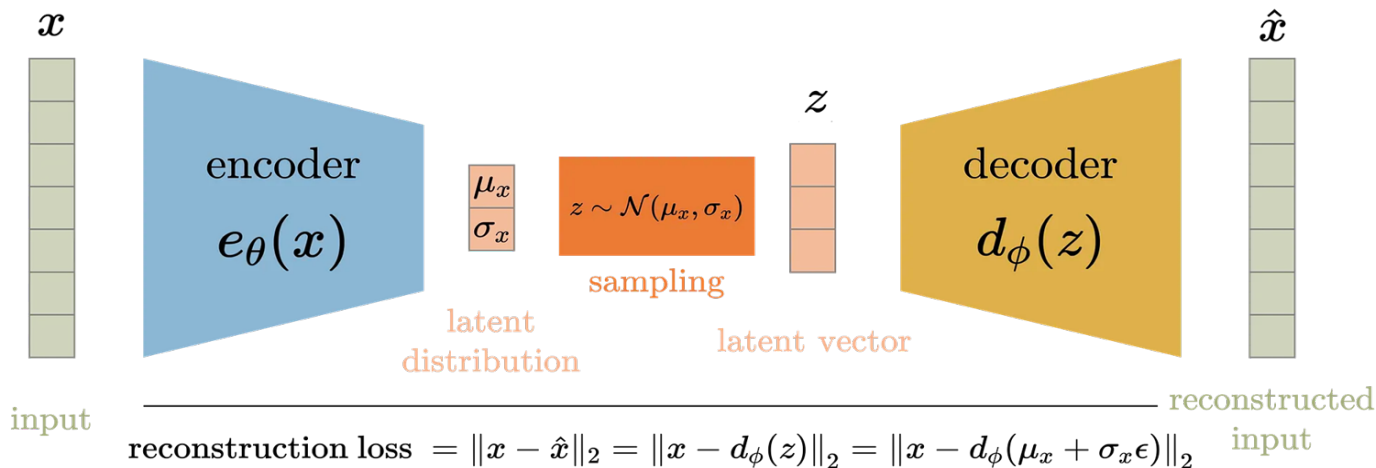 x
x̂
z
encoder
e_θ(x)
μ_x
σ_x
z ∼ 𝒩(μ_x, σ_x)
decoder
d_ϕ(z)
sampling
latent
distribution
latent vector
input
reconstructed
input
reconstruction loss = ‖x − x̂‖₂ = ‖x − d_ϕ(z)‖₂ = ‖x − d_ϕ(μ_x + σ_xϵ)‖₂